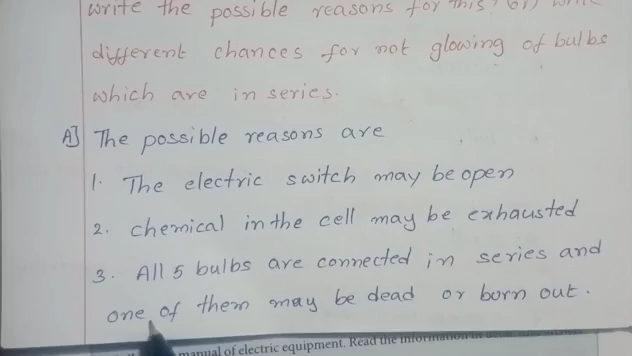 write the possible reasons for this? (or) write
different chances for not glowing of bulbs
which are in series.
A] The possible reasons are
1. The electric switch may be open
2. chemical in the cell may be exhausted
3. All 5 bulbs are connected in series and
one of them may be dead or born out.
manual of electric equipment. Read the information